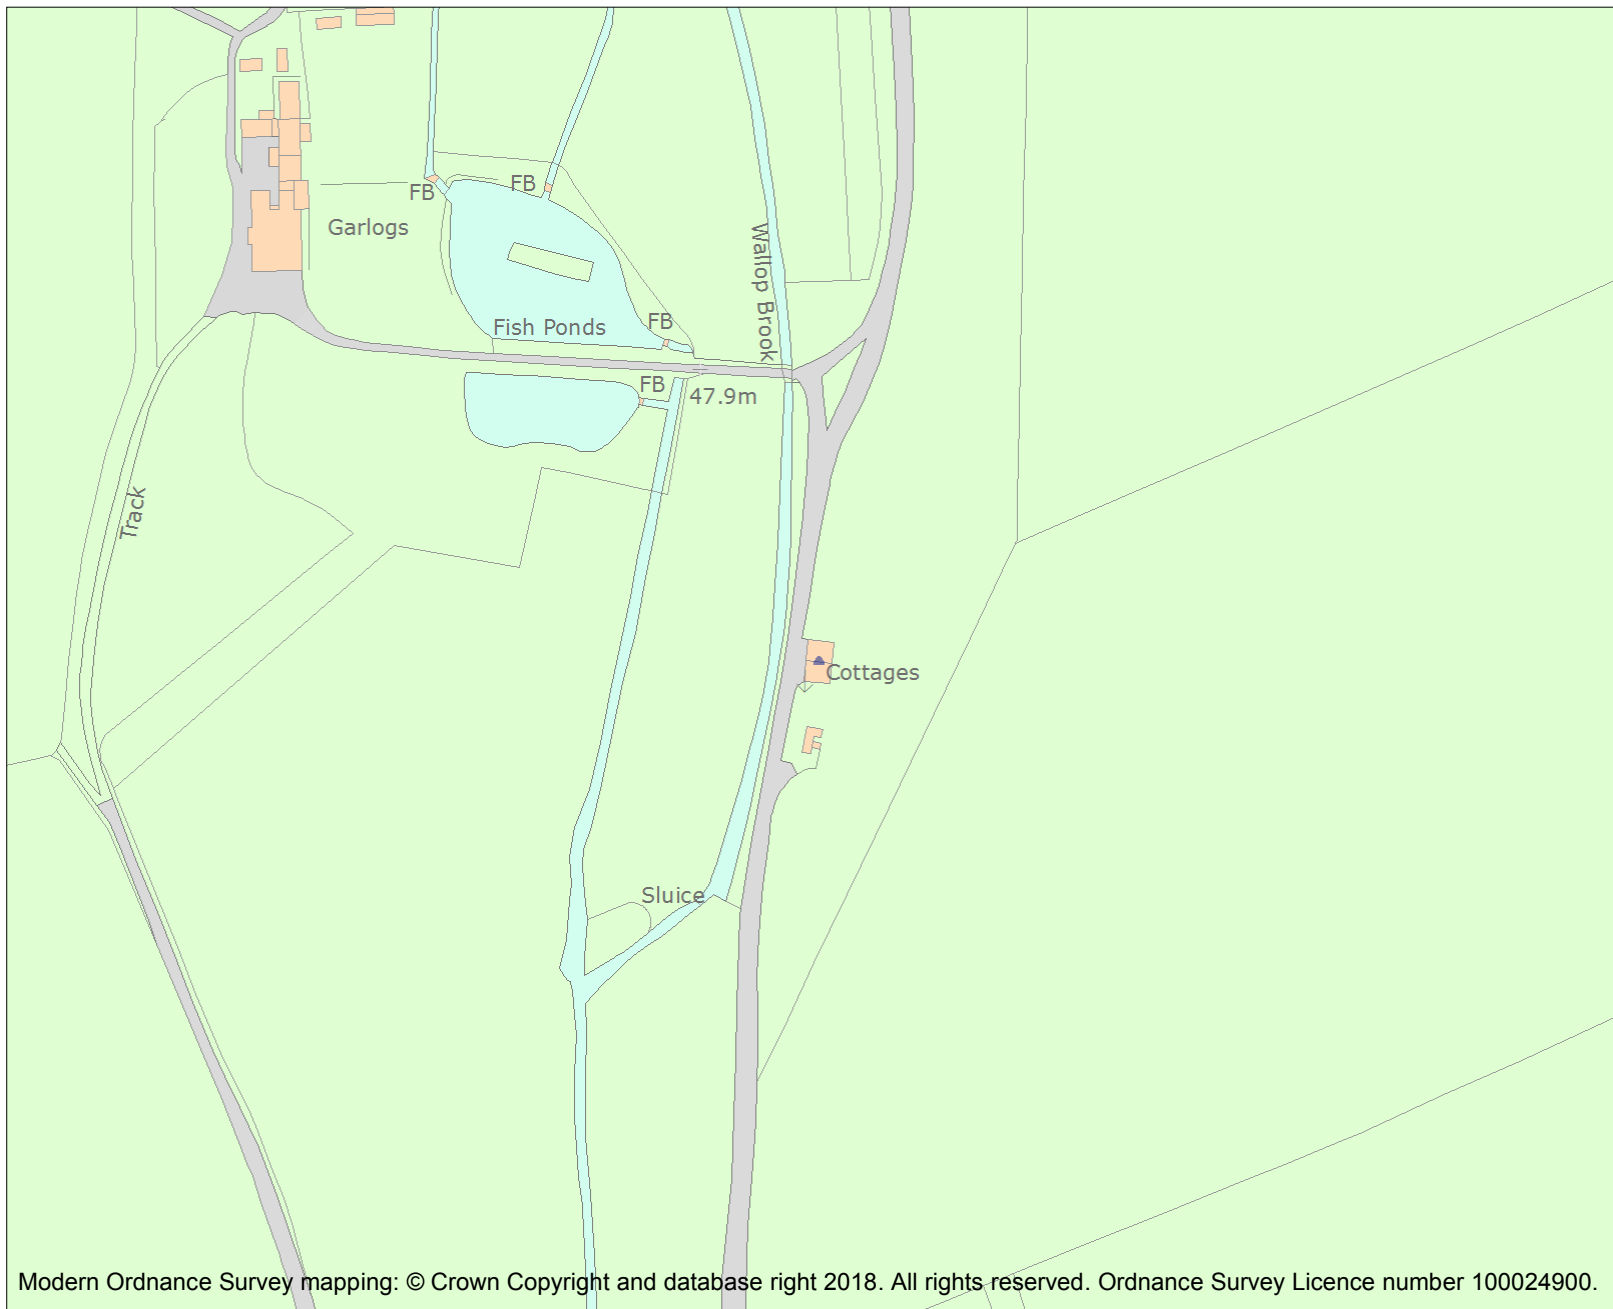 FB
FB
Garlogs
Wallop Brook
Fish Ponds
FB
FB
47.9m
Track
Cottages
Sluice
Modern Ordnance Survey mapping: © Crown Copyright and database right 2018. All rights reserved. Ordnance Survey Licence number 100024900.